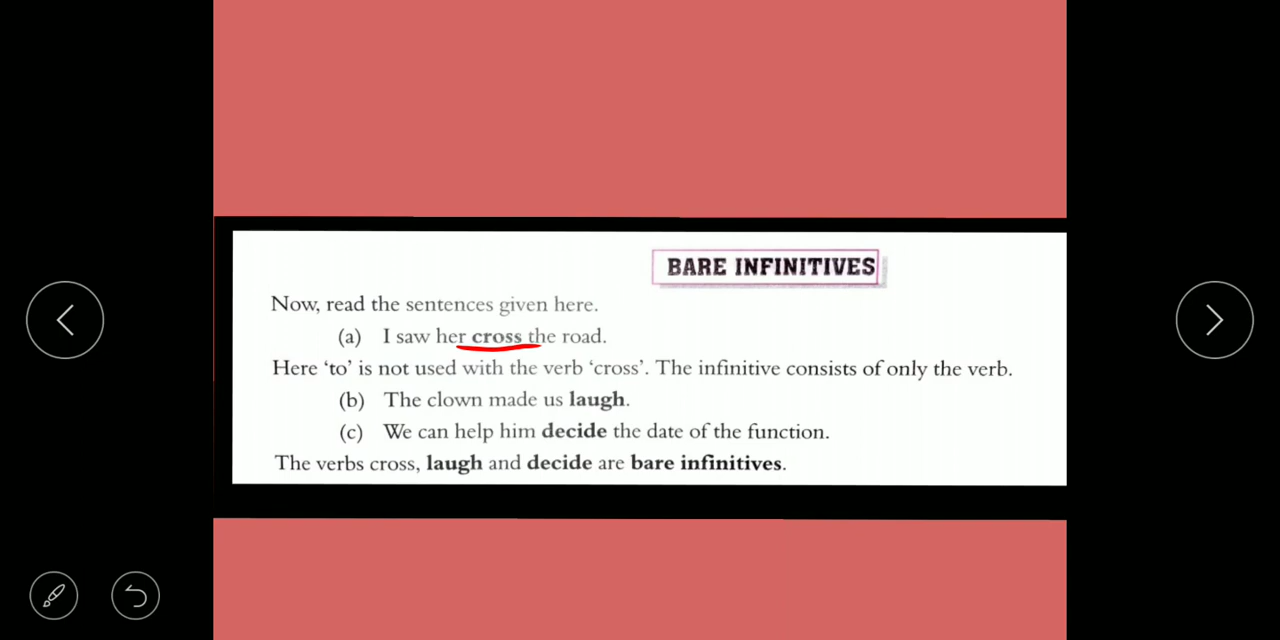 BARE INFINITIVES
Now, read the sentences given here.
(a) I saw her cross the road.
Here ‘to’ is not used with the verb ‘cross’. The infinitive consists of only the verb.
(b) The clown made us laugh.
(c) We can help him decide the date of the function.
The verbs cross, laugh and decide are bare infinitives.